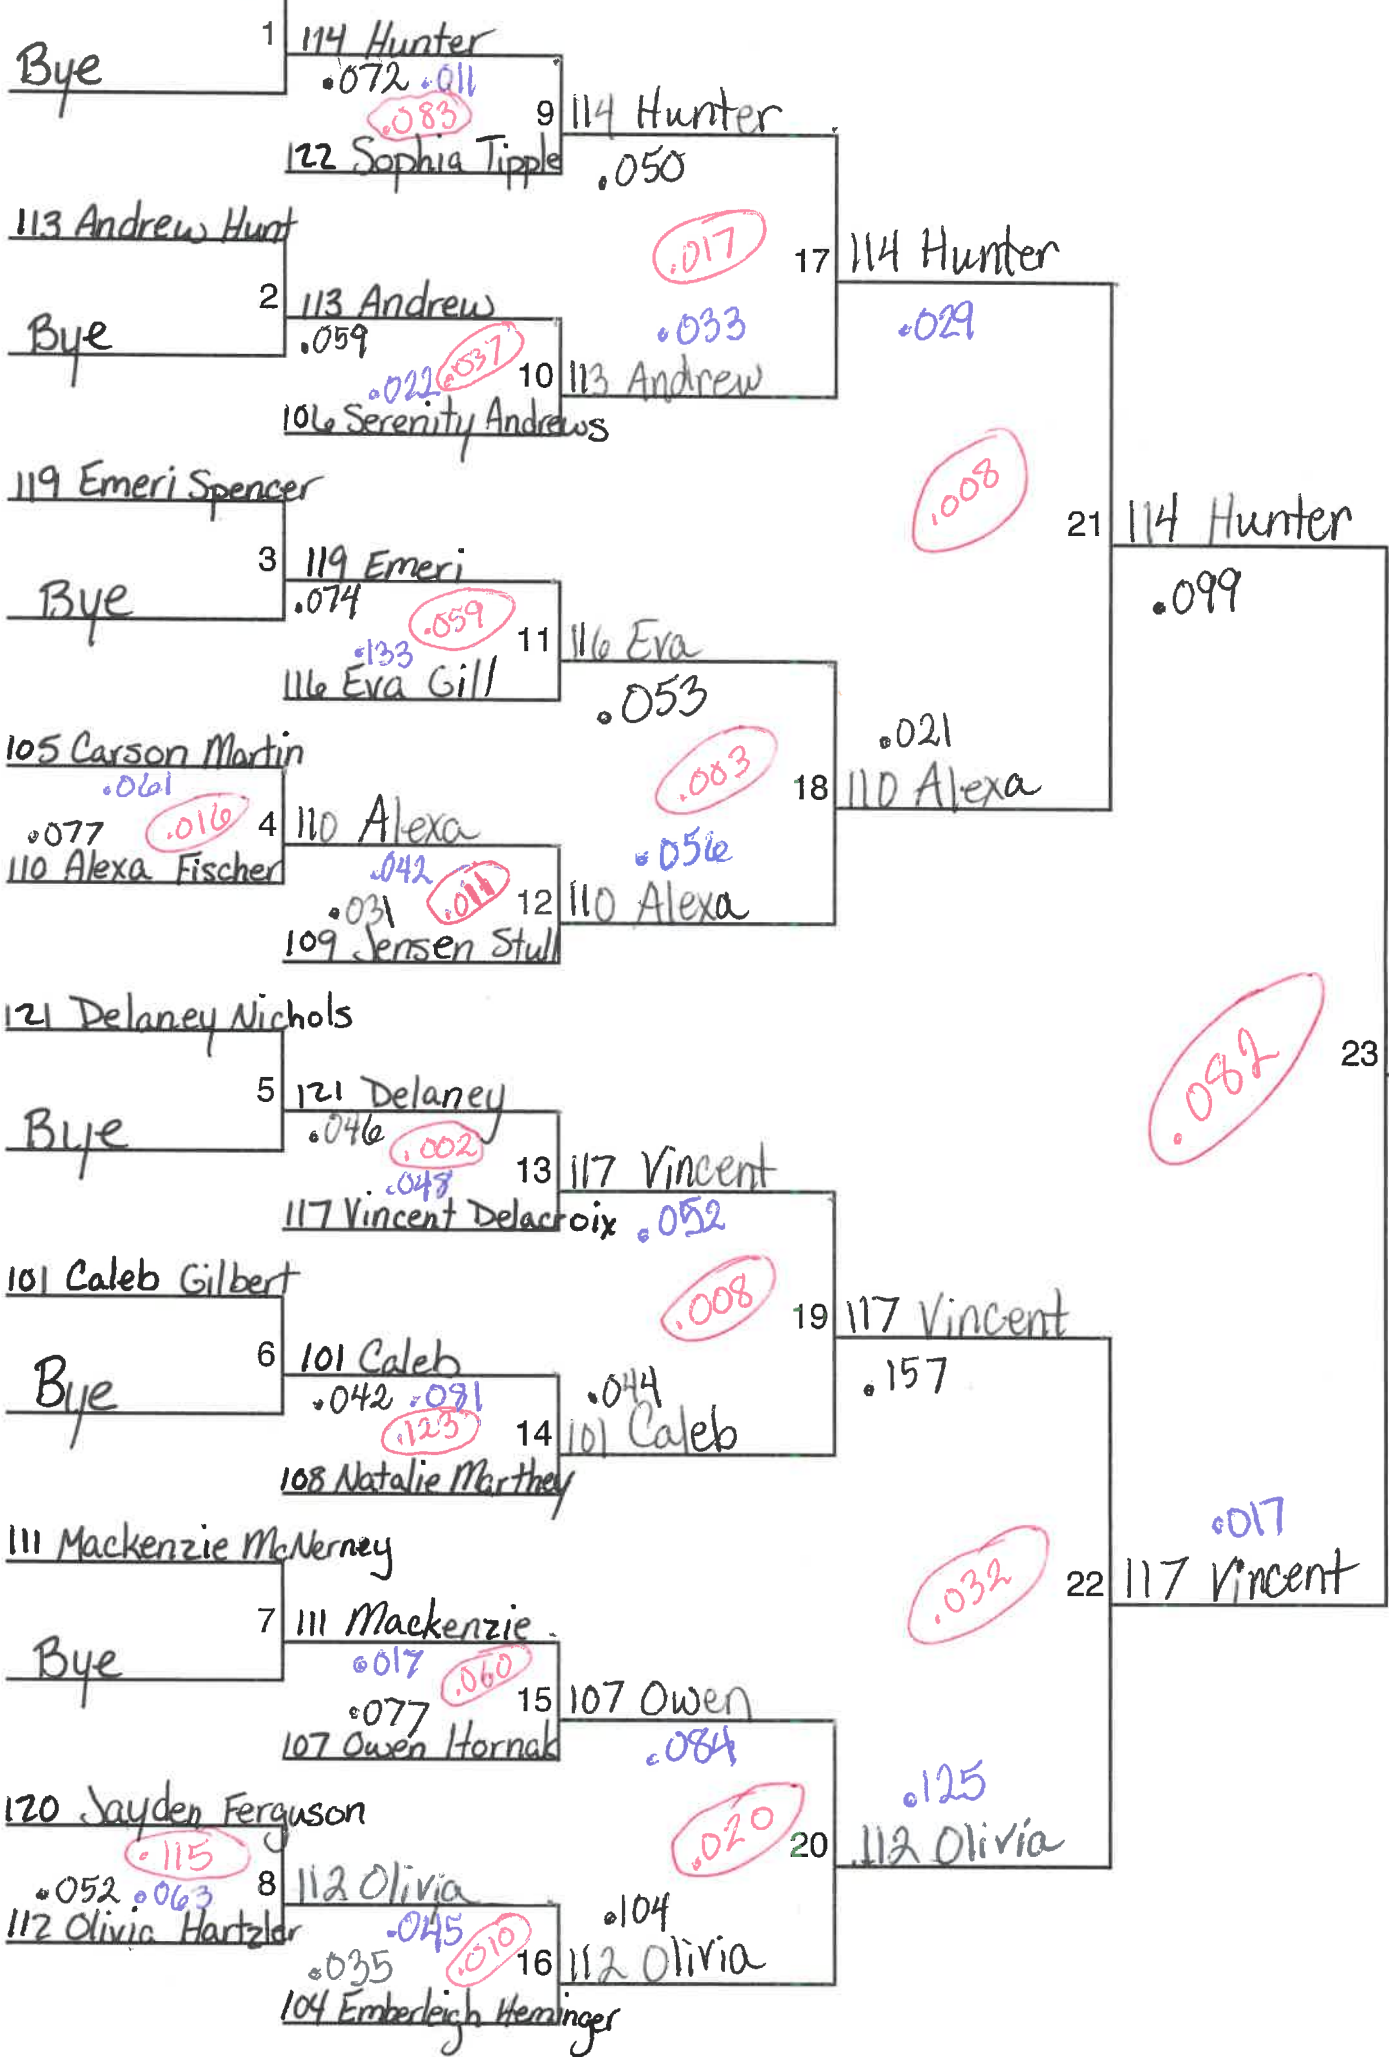 1 114 Hunter
Bye
.072 .011
.083
9 114 Hunter
122 Sophia Tipple
.050
113 Andrew Hunt
.017
17 114 Hunter
2 113 Andrew
Bye
.059
.033
.029
.022 .037
10 113 Andrew
106 Serenity Andrews
119 Emeri Spencer
.008
21 114 Hunter
3 119 Emeri
Bye
.074
.059
.099
.133
11 116 Eva
116 Eva Gill
.053
105 Carson Martin
.021
.061
.003
18 110 Alexa
.077 .016
4 110 Alexa
110 Alexa Fischer
.042
.056
.031 .011
12 110 Alexa
109 Jensen Stull
121 Delaney Nichols
.082
23
5 121 Delaney
Bye
.046
.002
13 117 Vincent
.048
117 Vincent Delacroix
.052
101 Caleb Gilbert
.008
19 117 Vincent
6 101 Caleb
Bye
.042 .081
.044
.157
.123
14 101 Caleb
108 Natalie Marthey
111 Mackenzie McNerney
.017
.032
22 117 Vincent
7 111 Mackenzie
Bye
.017 .060
.077
15 107 Owen
107 Owen Hornak
.084
120 Jayden Ferguson
.125
.115
.020
20 112 Olivia
.052 .063
8 112 Olivia
112 Olivia Hartzler
.045
.104
.035 .010
16 112 Olivia
104 Emberleigh Heminger